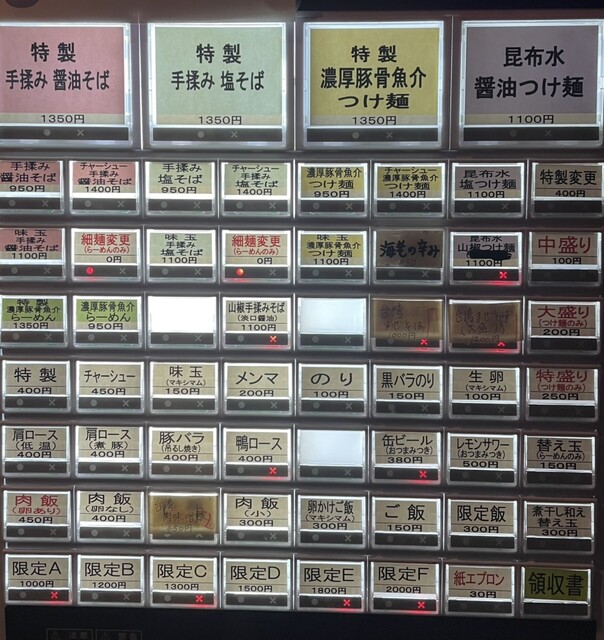 特製
手揉み 醤油そば
1350円
特製
手揉み 塩そば
1350円
特製
濃厚豚骨魚介
つけ麺
1350円
昆布水
醤油つけ麺
1100円
手揉み
醤油そば
950円
チャーシュー
手揉み
醤油そば
1400円
手揉み
塩そば
950円
チャーシュー
手揉み
塩そば
1400円
濃厚豚骨魚介
つけ麺
950円
チャーシュー
濃厚豚骨魚介
つけ麺
1400円
昆布水
塩つけ麺
1100円
特製変更
400円
味玉
手揉み
醤油そば
1100円
細麺変更
(らーめんのみ)
0円
味玉
手揉み
塩そば
1100円
細麺変更
(らーめんのみ)
0円
味玉
濃厚豚骨魚介
つけ麺
1100円
海老の辛み
昆布水
山椒つけ麺
1100円
中盛り
100円
特製
濃厚豚骨魚介
らーめん
1350円
濃厚豚骨魚介
らーめん
950円
山椒手揉みそば
(淡口醤油)
1100円
大盛り
(つけ麺のみ)
200円
特製
400円
チャーシュー
450円
味玉
(マキシマム)
150円
メンマ
200円
のり
100円
黒バラのり
150円
生卵
(マキシマム)
100円
特盛り
(つけ麺のみ)
250円
肩ロース
(低温)
400円
肩ロース
(煮豚)
400円
豚バラ
(吊るし焼き)
400円
鴨ロース
400円
缶ビール
(おつまみつき)
380円
レモンサワー
(おつまみつき)
500円
替え玉
(らーめんのみ)
150円
肉飯
(卵あり)
450円
肉飯
(卵なし)
400円
肉飯
(小)
300円
卵かけご飯
(マキシマム)
300円
ご飯
150円
限定飯
300円
煮干し和え
替え玉
300円
限定A
1000円
限定B
1200円
限定C
1300円
限定D
1500円
限定E
1800円
限定F
2000円
紙エプロン
30円
領収書